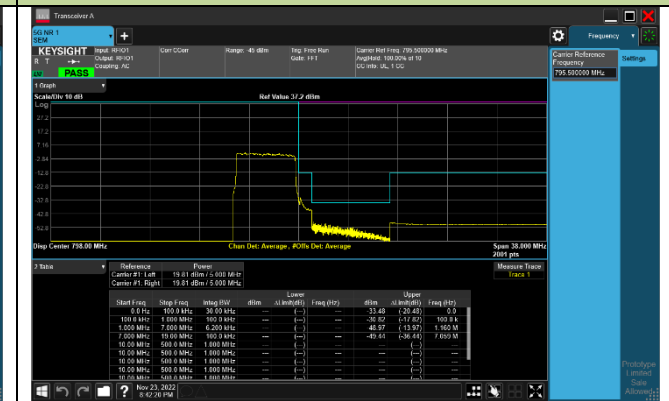 Transceiver A
5G NR 1
SEM
Frequency
KEYSIGHT
R T
PASS
Input: RFIO1
Output: RFIO1
Coupling: AC
Corr CCorr
Range: -45 dBm
Trig: Free Run
Gate: FFT
Carrier Ref Freq: 795.500000 MHz
Avg|Hold: 100.00% of 10
CC Info: UL, 1 CC
Carrier Reference
Frequency
795.500000 MHz
Settings
1 Graph
Scale/Div 10 dB
Ref Value 37.2 dBm
Log
27.2
17.2
7.16
-2.84
-12.8
-22.8
-32.8
-42.8
-52.8
Disp Center 798.00 MHz
Chan Det: Average, #Offs Det: Average
Span 38.000 MHz
2001 pts
2 Table
Reference Power
Carrier #1: Left 19.81 dBm / 5.000 MHz
Carrier #1: Right 19.81 dBm / 5.000 MHz
Measure Trace
Trace 1
Lower Upper
Start Freq Stop Freq Integ BW dBm ΔLimit(dB) Freq (Hz) dBm ΔLimit(dB) Freq (Hz)
0.0 Hz 100.0 kHz 30.00 kHz --- (---) --- -33.48 (-20.48) 0.0
100.0 kHz 1.000 MHz 100.0 kHz --- (---) --- -30.82 (-17.82) 100.0 k
1.000 MHz 7.000 MHz 6.200 kHz --- (---) --- -48.97 (-13.97) 1.160 M
7.000 MHz 19.00 MHz 100.0 kHz --- (---) --- -49.44 (-36.44) 7.059 M
10.00 MHz 500.0 MHz 1.000 MHz --- (---) --- --- (---) ---
10.00 MHz 500.0 MHz 1.000 MHz --- (---) --- --- (---) ---
10.00 MHz 500.0 MHz 1.000 MHz --- (---) --- --- (---) ---
10.00 MHz 500.0 MHz 1.000 MHz --- (---) --- --- (---) ---
Nov 23, 2022
8:42:20 PM
Prototype
Limited
Sale
Allowed